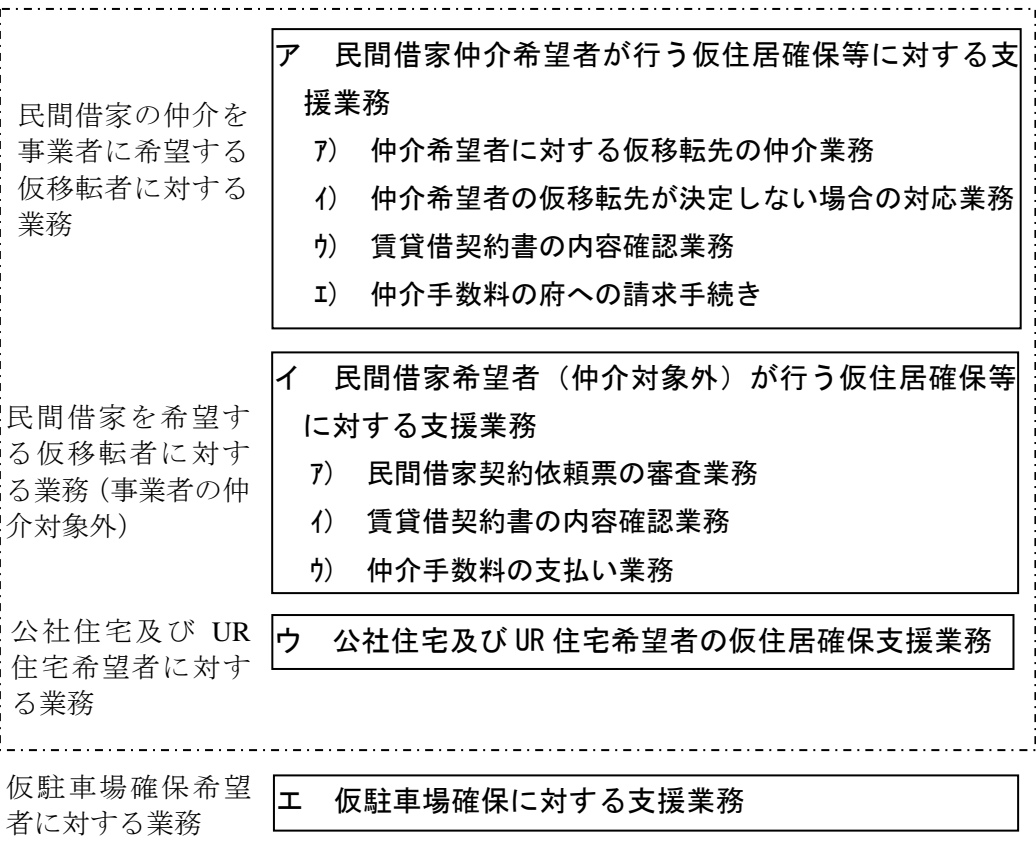 民間借家の仲介を
事業者に希望する
仮移転者に対する
業務
ア 民間借家仲介希望者が行う仮住居確保等に対する支
援業務
ｱ) 仲介希望者に対する仮移転先の仲介業務
ｲ) 仲介希望者の仮移転先が決定しない場合の対応業務
ｳ) 賃貸借契約書の内容確認業務
ｴ) 仲介手数料の府への請求手続き
民間借家を希望す
る仮移転者に対す
る業務（事業者の仲
介対象外）
イ 民間借家希望者（仲介対象外）が行う仮住居確保等
に対する支援業務
ｱ) 民間借家契約依頼票の審査業務
ｲ) 賃貸借契約書の内容確認業務
ｳ) 仲介手数料の支払い業務
公社住宅及び UR
住宅希望者に対す
る業務
ウ 公社住宅及び UR 住宅希望者の仮住居確保支援業務
仮駐車場確保希望
者に対する業務
エ 仮駐車場確保に対する支援業務